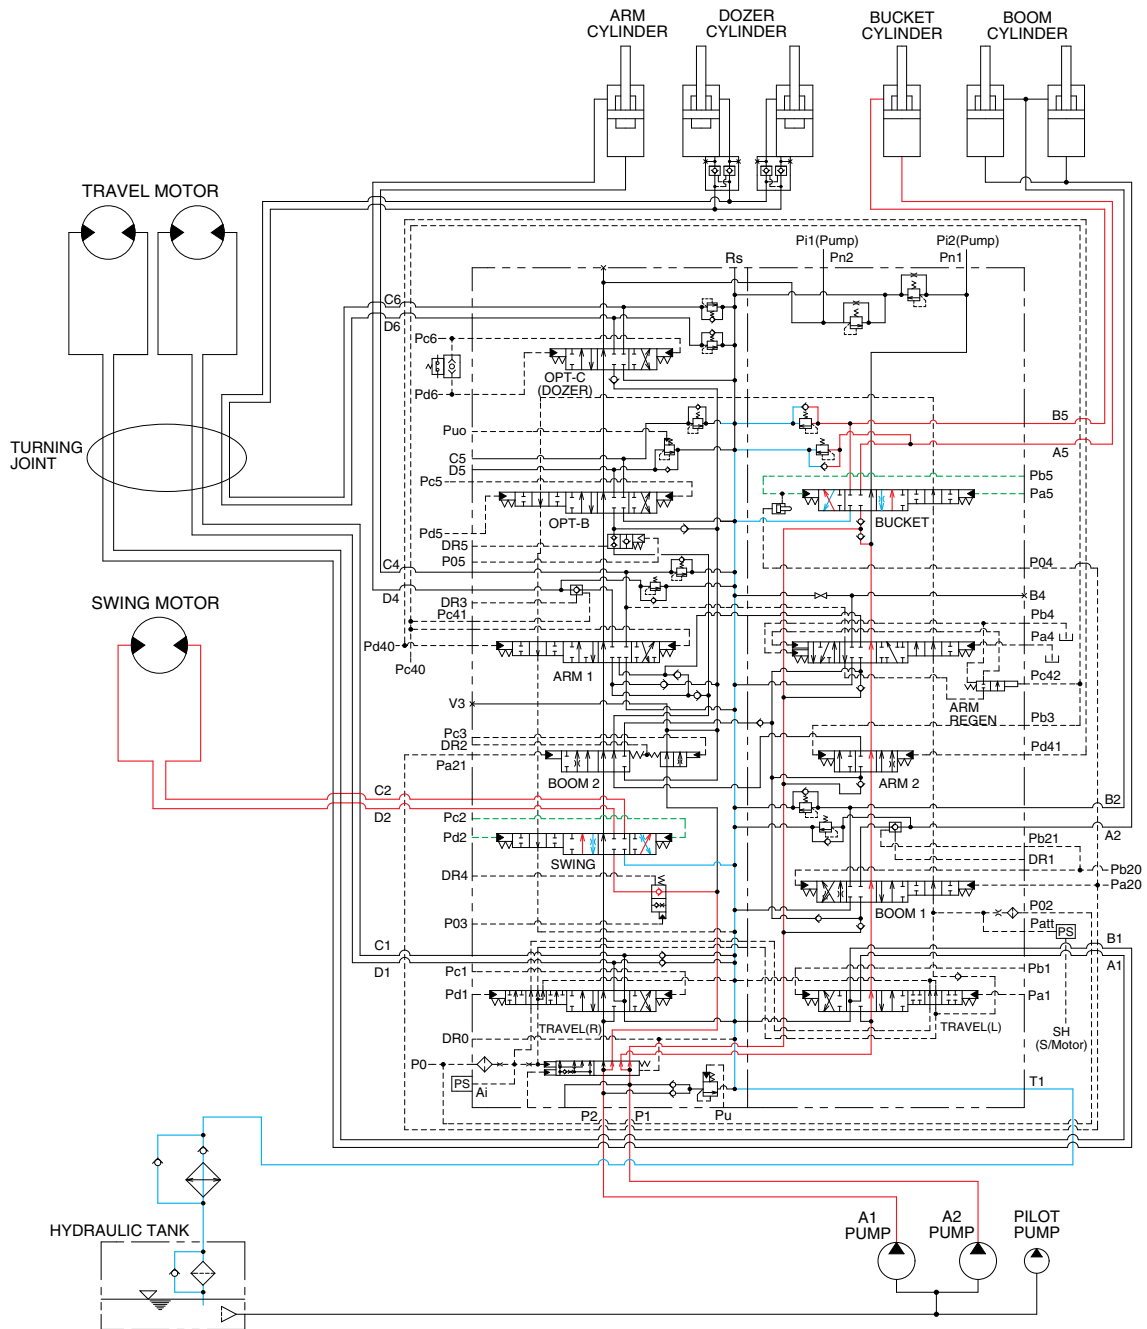 ARM
CYLINDER
DOZER
CYLINDER
BUCKET
CYLINDER
BOOM
CYLINDER
TRAVEL MOTOR
Pi1(Pump)
Pi2(Pump)
Rs
Pn2
Pn1
C6
D6
Pc6
OPT-C
(DOZER)
Pd6
B5
Puo
TURNING
JOINT
A5
C5
D5
Pc5
Pb5
Pa5
OPT-B
BUCKET
Pd5
DR5
P05
P04
C4
D4
B4
DR3
Pc41
SWING MOTOR
Pb4
Pa4
Pd40
Pc40
ARM 1
Pc42
ARM
REGEN
V3
Pb3
Pc3
DR2
Pd41
Pa21
BOOM 2
ARM 2
C2
B2
D2
Pc2
A2
Pd2
Pb21
SWING
DR1
DR4
Pb20
Pa20
BOOM 1
P03
P02
Patt
PS
C1
B1
D1
Pc1
Pb1
A1
Pd1
Pa1
TRAVEL(R)
TRAVEL(L)
DR0
SH
(S/Motor)
P0
PS
Ai
T1
P2
P1
Pu
HYDRAULIC TANK
A1
PUMP
A2
PUMP
PILOT
PUMP